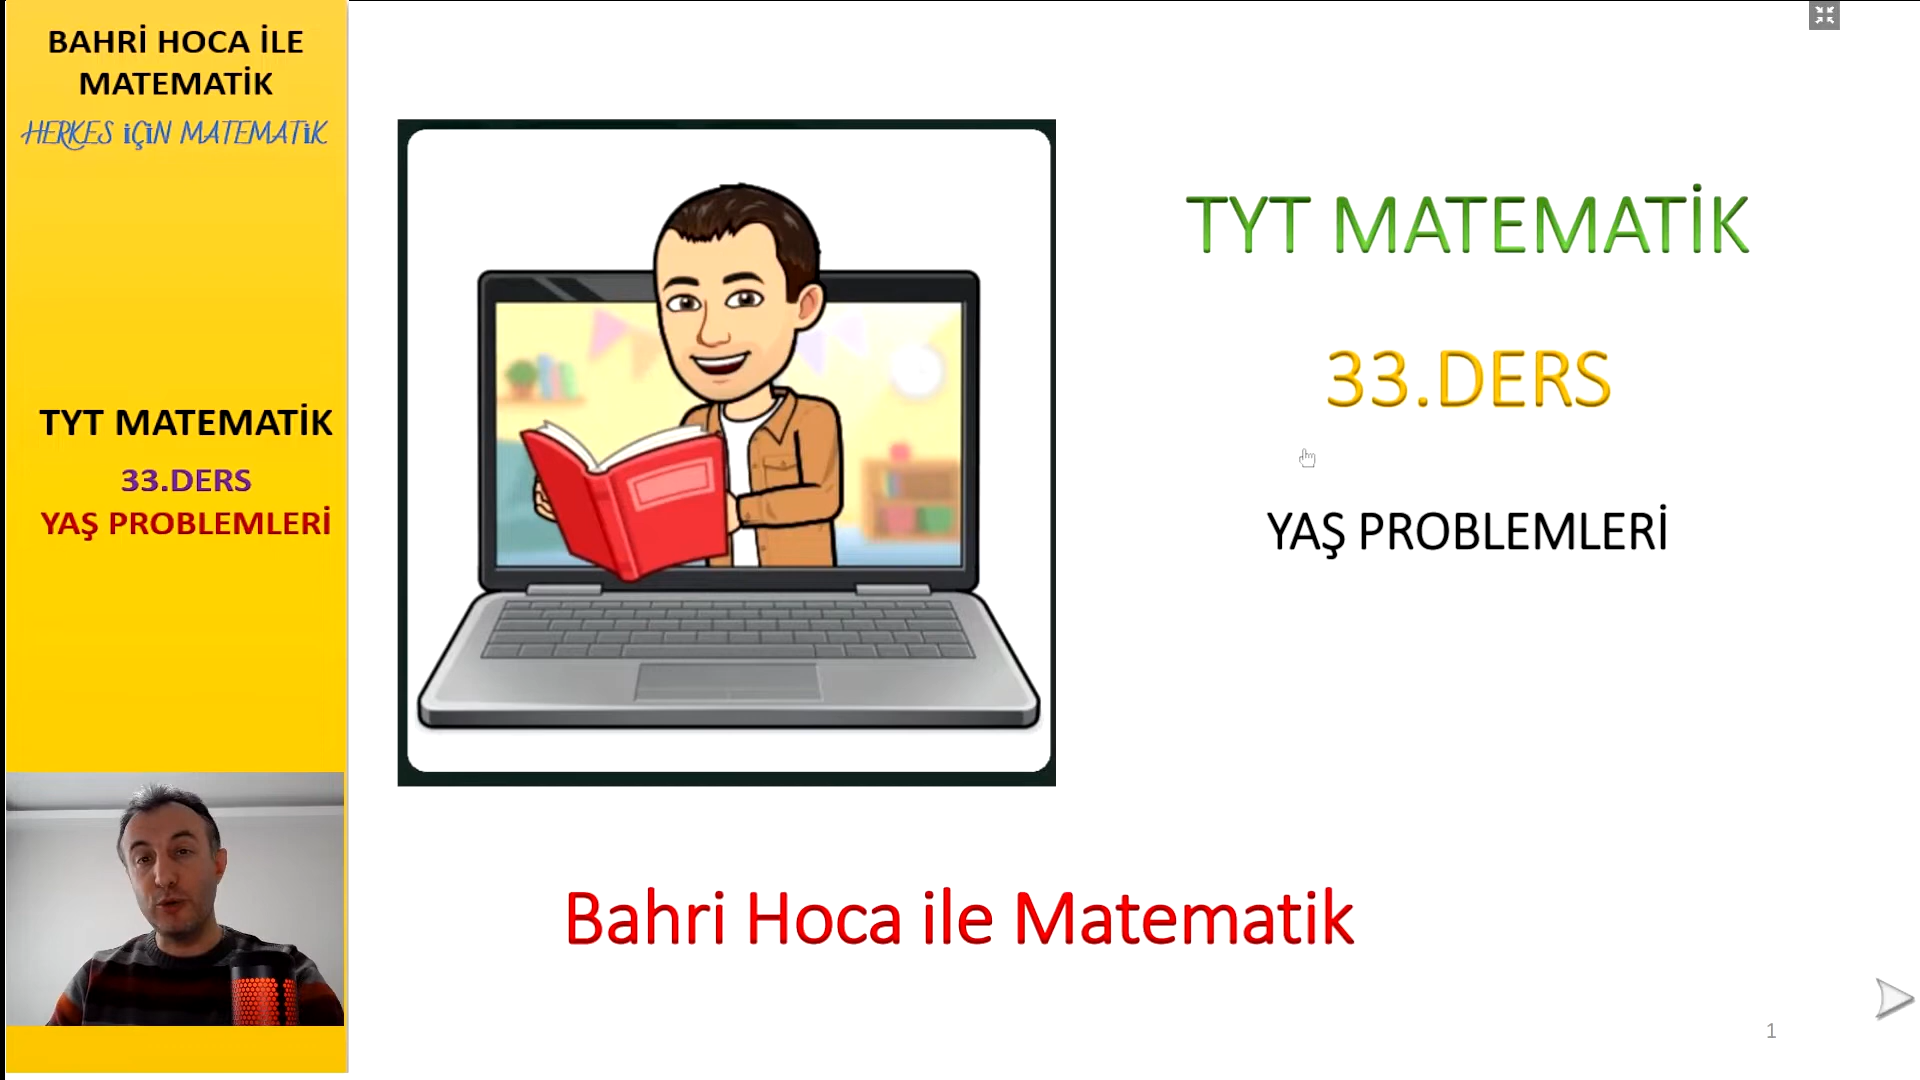 BAHRİ HOCA İLE
MATEMATİK
HERKES İÇİN MATEMATİK
TYT MATEMATİK
33.DERS
YAŞ PROBLEMLERİ
TYT MATEMATİK
33.DERS
YAŞ PROBLEMLERİ
Bahri Hoca ile Matematik
1